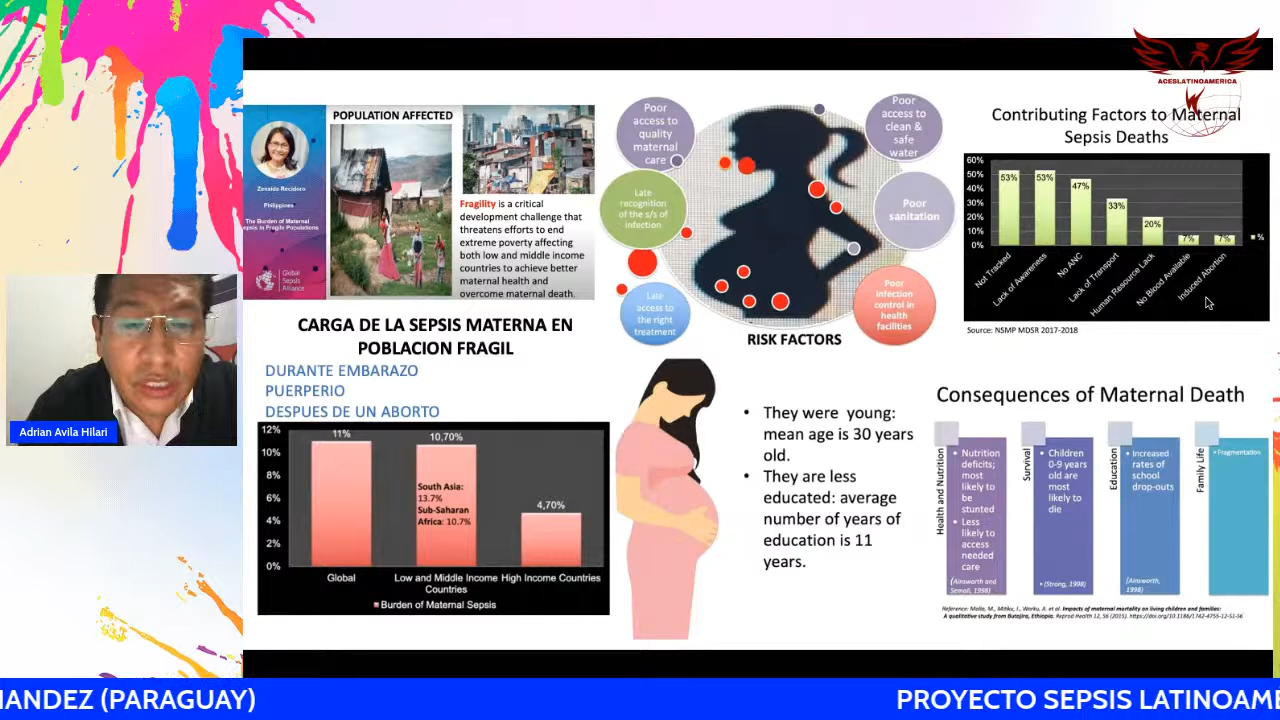 ACESLATINOAMERICA
POPULATION AFFECTED
Zenaida Recidoro
Philippines
The Burden of Maternal
Sepsis in Fragile Populations
Global
Sepsis
Alliance
Fragility is a critical
development challenge that
threatens efforts to end
extreme poverty affecting
both low and middle income
countries to achieve better
maternal health and
overcome maternal death.
CARGA DE LA SEPSIS MATERNA EN
POBLACION FRAGIL
DURANTE EMBARAZO
PUERPERIO
DESPUES DE UN ABORTO
12%
10%
8%
6%
4%
2%
0%
11%
10,70%
4,70%
South Asia:
13.7%
Sub-Saharan
Africa: 10.7%
Global
Low and Middle Income
Countries
High Income Countries
Burden of Maternal Sepsis
Poor
access to
quality
maternal
care
Late
recognition
of the s/s of
infection
Late
access to
the right
treatment
Poor
access to
clean &
safe
water
Poor
sanitation
Poor
infection
control in
health
facilities
RISK FACTORS
• They were young:
mean age is 30 years
old.
• They are less
educated: average
number of years of
education is 11
years.
Contributing Factors to Maternal
Sepsis Deaths
60%
50%
40%
30%
20%
10%
0%
53%
53%
47%
33%
20%
7%
7%
%
Not Tracked
Lack of Awareness
No ANC
Lack of Transport
Human Resource Lack
No Blood Available
Induced Abortion
Source: NSMP MDSR 2017-2018
Consequences of Maternal Death
Health and Nutrition
• Nutrition
deficits;
most
likely to
be
stunted
• Less
likely to
access
needed
care
(Ainsworth and
Semali, 1998)
Survival
• Children
0-9 years
old are
most
likely to
die
• (Strong, 1998)
Education
• Increased
rates of
school
drop-outs
(Ainsworth,
1998)
Family Life
• Fragmentation
Reference: Molla, M., Mitiku, I., Worku, A. et al. Impacts of maternal mortality on living children and families:
A qualitative study from Butajira, Ethiopia. Reprod Health 12, S6 (2015). https://doi.org/10.1186/1742-4755-12-S1-S6
Adrian Avila Hilari
NANDEZ (PARAGUAY)
PROYECTO SEPSIS LATINOAME